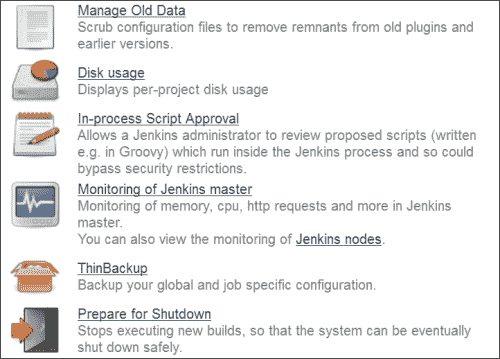 Manage Old Data
Scrub configuration files to remove remnants from old plugins and
earlier versions.
Disk usage
Displays per-project disk usage
In-process Script Approval
Allows a Jenkins administrator to review proposed scripts (written
e.g. in Groovy) which run inside the Jenkins process and so could
bypass security restrictions.
Monitoring of Jenkins master
Monitoring of memory, cpu, http requests and more in Jenkins
master.
You can also view the monitoring of Jenkins nodes.
ThinBackup
Backup your global and job specific configuration.
Prepare for Shutdown
Stops executing new builds, so that the system can be eventually
shut down safely.